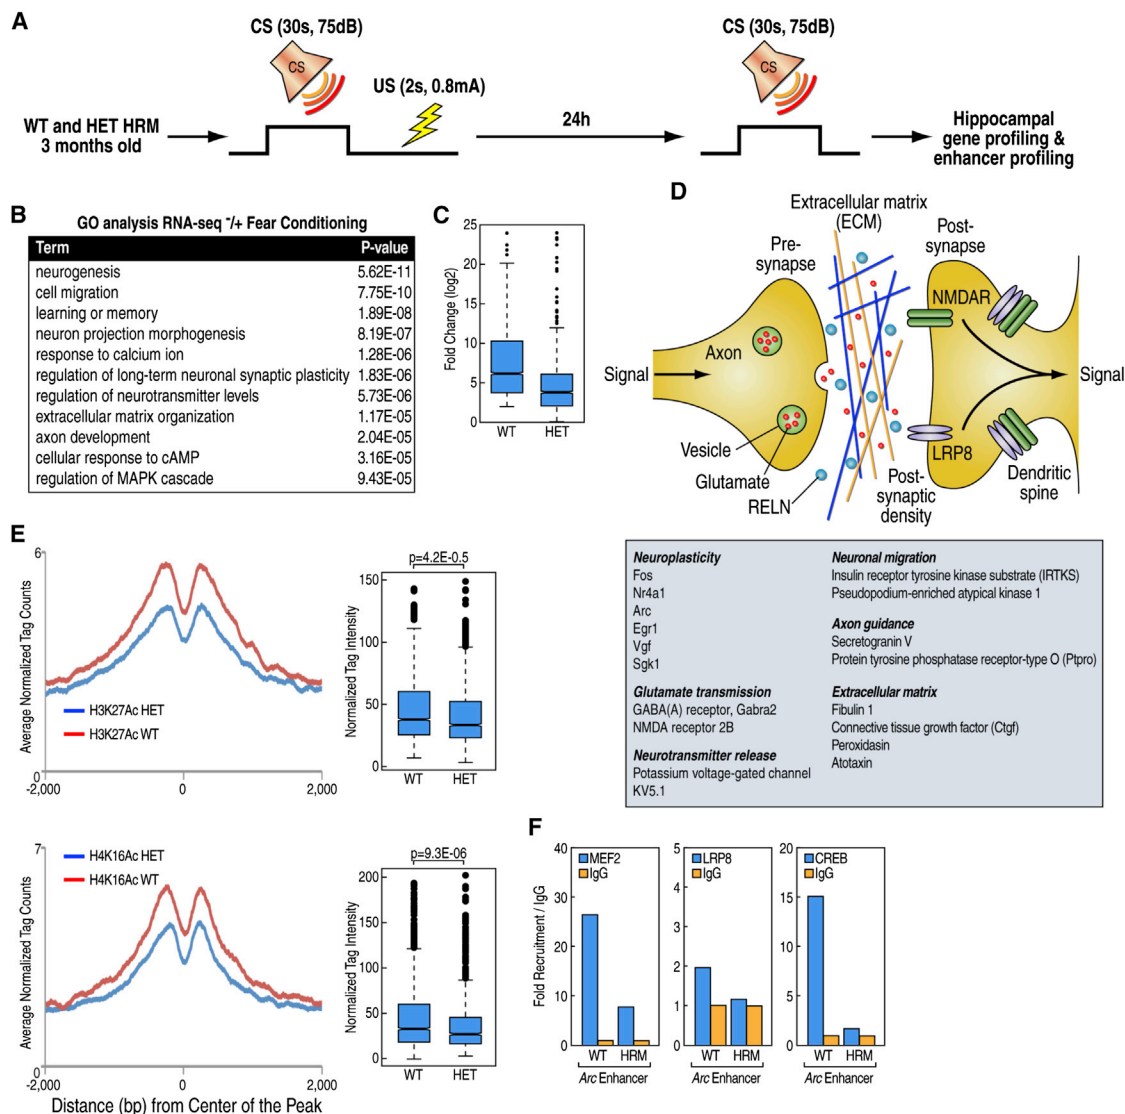 A
CS (30s, 75dB)
CS
US (2s, 0.8mA)
CS (30s, 75dB)
CS
WT and HET HRM
3 months old
24h
Hippocampal
gene profiling &
enhancer profiling
B
GO analysis RNA-seq -/+ Fear Conditioning
Term P-value
neurogenesis 5.62E-11
cell migration 7.75E-10
learning or memory 1.89E-08
neuron projection morphogenesis 8.19E-07
response to calcium ion 1.28E-06
regulation of long-term neuronal synaptic plasticity 1.83E-06
regulation of neurotransmitter levels 5.73E-06
extracellular matrix organization 1.17E-05
axon development 2.04E-05
cellular response to cAMP 3.16E-05
regulation of MAPK cascade 9.43E-05
C
Fold Change (log2)
25
20
15
10
5
0
WT HET
D
Extracellular matrix
(ECM)
Pre-
synapse
Post-
synapse
NMDAR
Axon
Signal
Signal
Vesicle
Glutamate
RELN
LRP8
Post-
synaptic
density
Dendritic
spine
Neuroplasticity
Fos
Nr4a1
Arc
Egr1
Vgf
Sgk1
Glutamate transmission
GABA(A) receptor, Gabra2
NMDA receptor 2B
Neurotransmitter release
Potassium voltage-gated channel
KV5.1
Neuronal migration
Insulin receptor tyrosine kinase substrate (IRTKS)
Pseudopodium-enriched atypical kinase 1
Axon guidance
Secretogranin V
Protein tyrosine phosphatase receptor-type O (Ptpro)
Extracellular matrix
Fibulin 1
Connective tissue growth factor (Ctgf)
Peroxidasin
Atotaxin
E
Average Normalized Tag Counts
6
0
H3K27Ac HET
H3K27Ac WT
-2,000 0 2,000
p=4.2E-0.5
Normalized Tag Intensity
150
100
50
0
WT HET
Average Normalized Tag Counts
7
0
H4K16Ac HET
H4K16Ac WT
-2,000 0 2,000
Distance (bp) from Center of the Peak
p=9.3E-06
Normalized Tag Intensity
200
150
100
50
0
WT HET
F
Fold Recruitment / IgG
40
30
20
10
0
MEF2
IgG
WT HRM
Arc Enhancer
5
4
3
2
1
0
LRP8
IgG
WT HRM
Arc Enhancer
20
15
10
5
0
CREB
IgG
WT HRM
Arc Enhancer